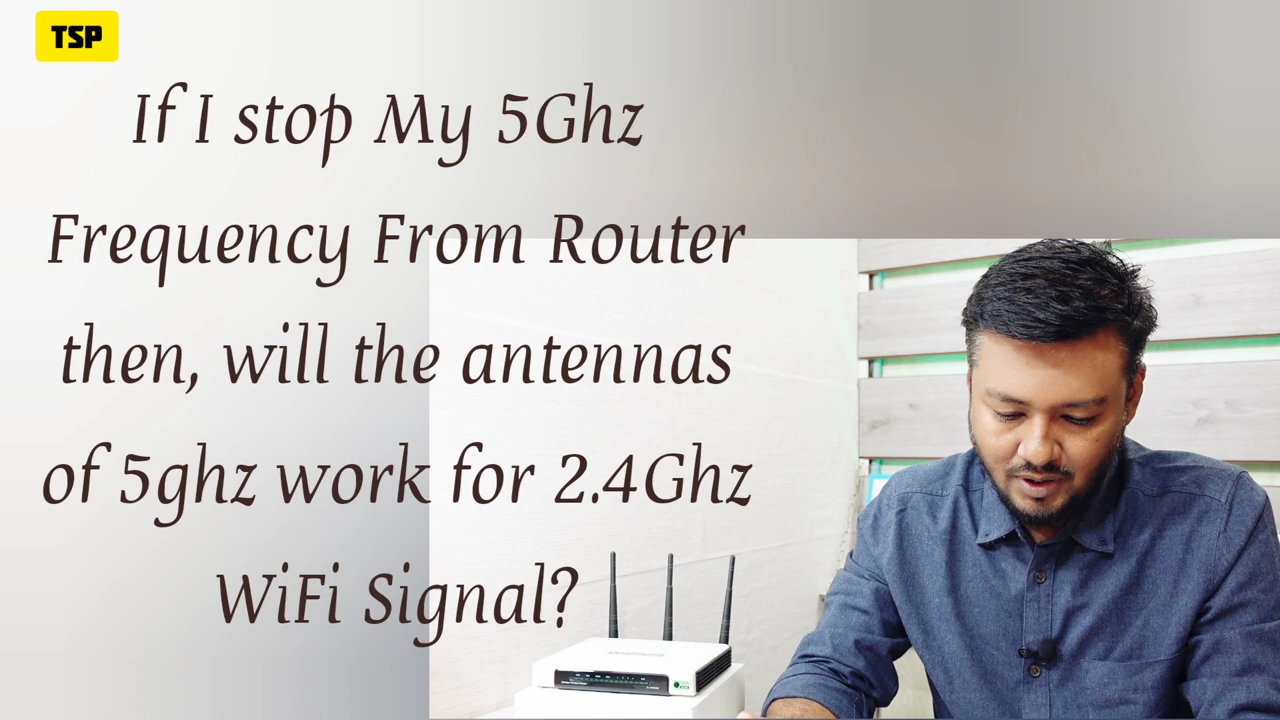 TSP
If I stop My 5Ghz
Frequency From Router
then, will the antennas
of 5ghz work for 2.4Ghz
WiFi Signal?